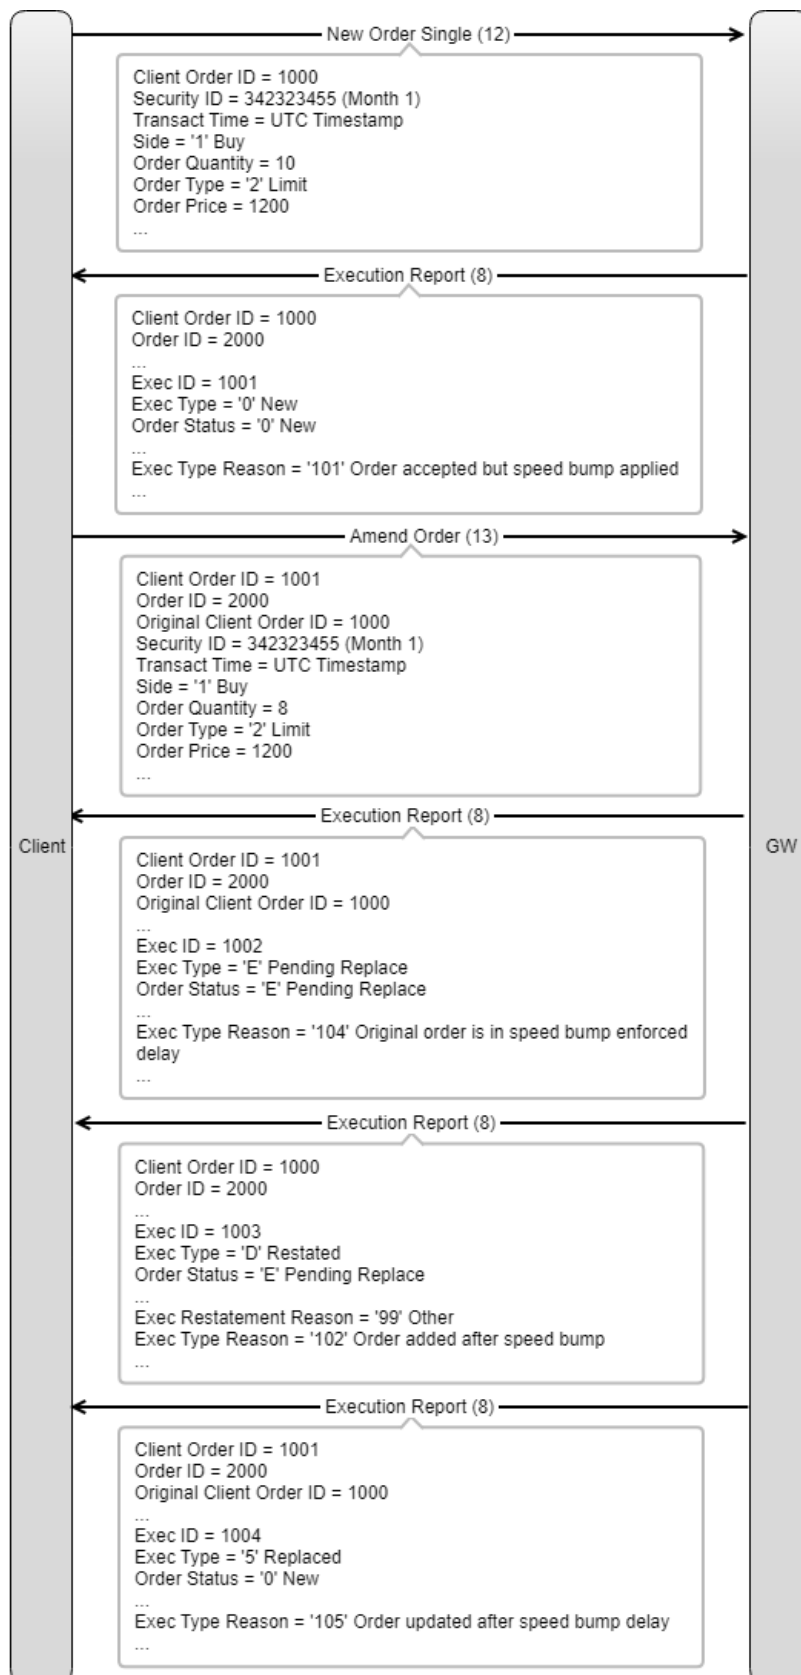 New Order Single (12)
Client Order ID = 1000
Security ID = 342323455 (Month 1)
Transact Time = UTC Timestamp
Side = '1' Buy
Order Quantity = 10
Order Type = '2' Limit
Order Price = 1200
...
Execution Report (8)
Client Order ID = 1000
Order ID = 2000
...
Exec ID = 1001
Exec Type = '0' New
Order Status = '0' New
...
Exec Type Reason = '101' Order accepted but speed bump applied
...
Amend Order (13)
Client Order ID = 1001
Order ID = 2000
Original Client Order ID = 1000
Security ID = 342323455 (Month 1)
Transact Time = UTC Timestamp
Side = '1' Buy
Order Quantity = 8
Order Type = '2' Limit
Order Price = 1200
...
Execution Report (8)
Client
GW
Client Order ID = 1001
Order ID = 2000
Original Client Order ID = 1000
...
Exec ID = 1002
Exec Type = 'E' Pending Replace
Order Status = 'E' Pending Replace
...
Exec Type Reason = '104' Original order is in speed bump enforced
delay
...
Execution Report (8)
Client Order ID = 1000
Order ID = 2000
...
Exec ID = 1003
Exec Type = 'D' Restated
Order Status = 'E' Pending Replace
...
Exec Restatement Reason = '99' Other
Exec Type Reason = '102' Order added after speed bump
...
Execution Report (8)
Client Order ID = 1001
Order ID = 2000
Original Client Order ID = 1000
...
Exec ID = 1004
Exec Type = '5' Replaced
Order Status = '0' New
...
Exec Type Reason = '105' Order updated after speed bump delay
...